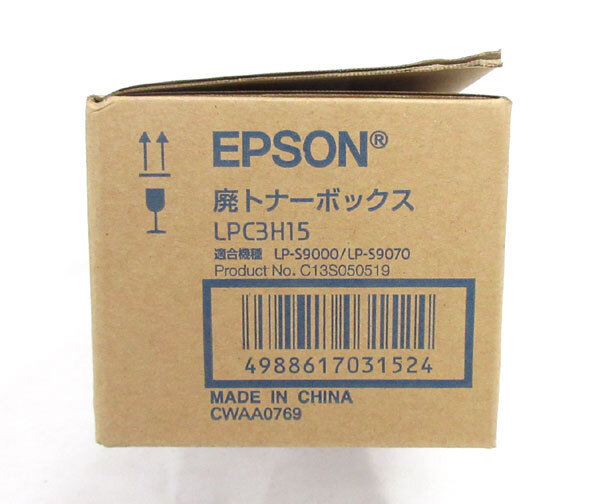 EPSON®
廃トナーボックス
LPC3H15
適合機種 LP-S9000/LP-S9070
Product No. C13S050519
4988617031524
MADE IN CHINA
CWAA0769